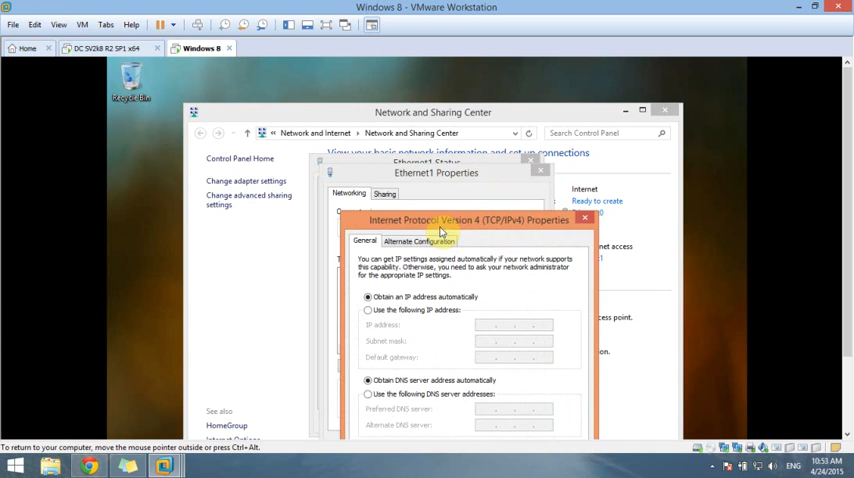 Windows 8 - VMware Workstation
File Edit View VM Tabs Help
Home DC SV2k8 R2 SP1 x64 Windows 8
Recycle Bin
Network and Sharing Center
« Network and Internet Network and Sharing Center Search Control Panel
Control Panel Home
View your basic network information and set up connections
Ethernet1 Status
Ethernet1 Properties
Change adapter settings
Change advanced sharing
settings
Internet
Ready to create
Networking Sharing
Internet Protocol Version 4 (TCP/IPv4) Properties
General Alternate Configuration
You can get IP settings assigned automatically if your network supports
this capability. Otherwise, you need to ask your network administrator
for the appropriate IP settings.
Obtain an IP address automatically
Use the following IP address:
IP address:
Subnet mask:
Default gateway:
Obtain DNS server address automatically
Use the following DNS server addresses:
Preferred DNS server:
Alternate DNS server:
See also
HomeGroup
To return to your computer, move the mouse pointer outside or press Ctrl+Alt.
ENG
10:53 AM
4/24/2015